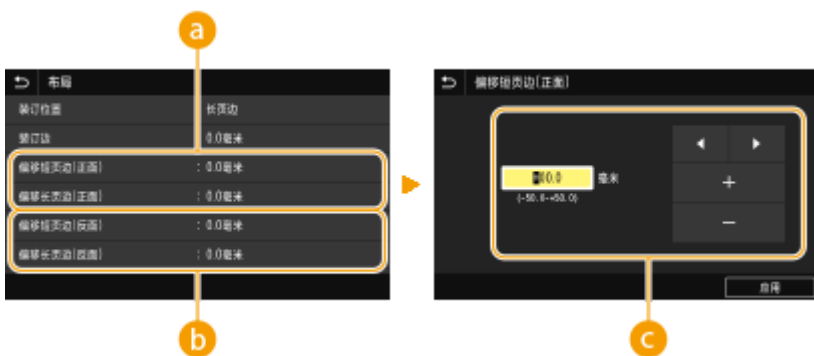 a
布局
装订位置 长页边
装订边 0.0毫米
偏移短页边(正面) : 0.0毫米
偏移长页边(正面) : 0.0毫米
偏移短页边(反面) : 0.0毫米
偏移长页边(反面) : 0.0毫米
b
偏移短页边(正面)
00.0 毫米
(-50.0~+50.0)
+
-
启用
c